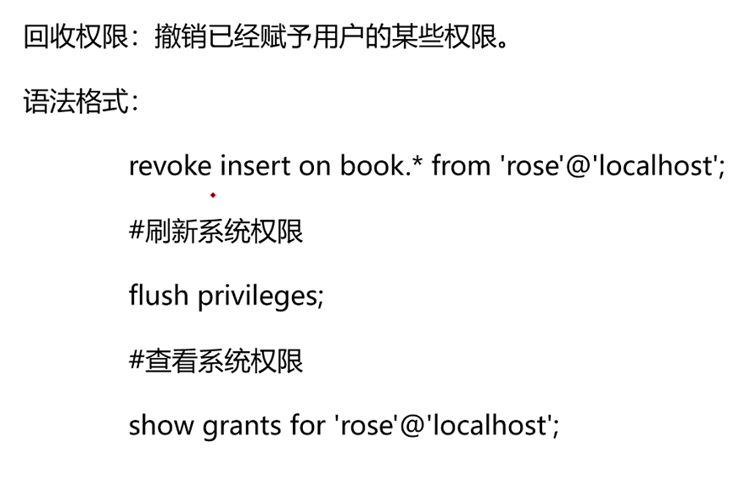 回收权限：撤销已经赋予用户的某些权限。
语法格式：
revoke insert on book.* from 'rose'@'localhost';
#刷新系统权限
flush privileges;
#查看系统权限
show grants for 'rose'@'localhost';